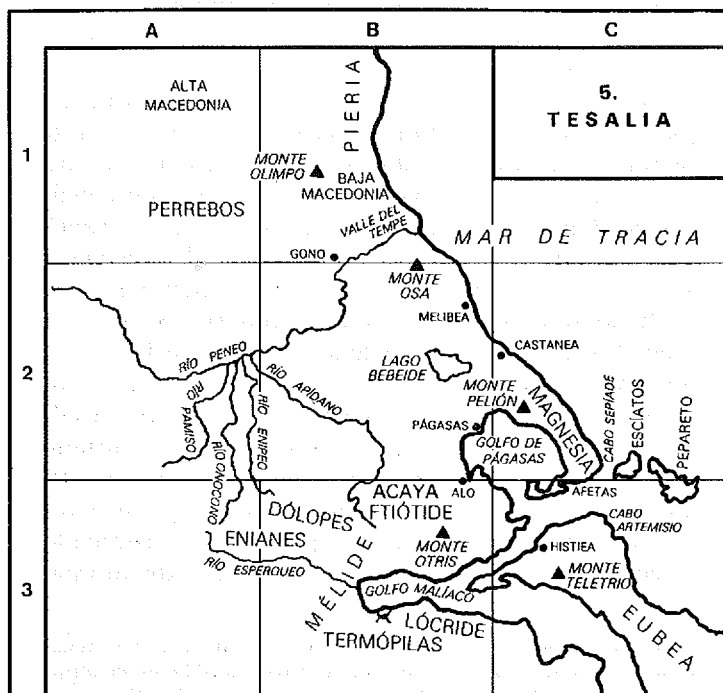 A
B
C
1
2
3
5.
TESALIA
ALTA
MACEDONIA
PIERIA
MONTE
OLIMPO
BAJA
MACEDONIA
PERREBOS
VALLE DEL
TEMPE
GONO
MAR DE TRACIA
MONTE
OSA
MELIBEA
CASTANEA
RÍO PENEO
LAGO
BEBEIDE
RÍO APÍDANO
MONTE
PELIÓN
RÍO PAMISO
RÍO ENIPEO
RÍO ONOCONO
MAGNESIA
CABO SEPÍADE
ESCÍATOS
PEPARETO
PÁGASAS
GOLFO DE
PÁGASAS
ALO
AFETAS
ACAYA
FTIÓTIDE
DÓLOPES
CABO
ARTEMISIO
ENIANES
MONTE
OTRIS
HISTIEA
RÍO ESPERQUEO
MÉLIDE
GOLFO MALÍACO
MONTE
TELETRIO
LÓCRIDE
TERMÓPILAS
EUBEA